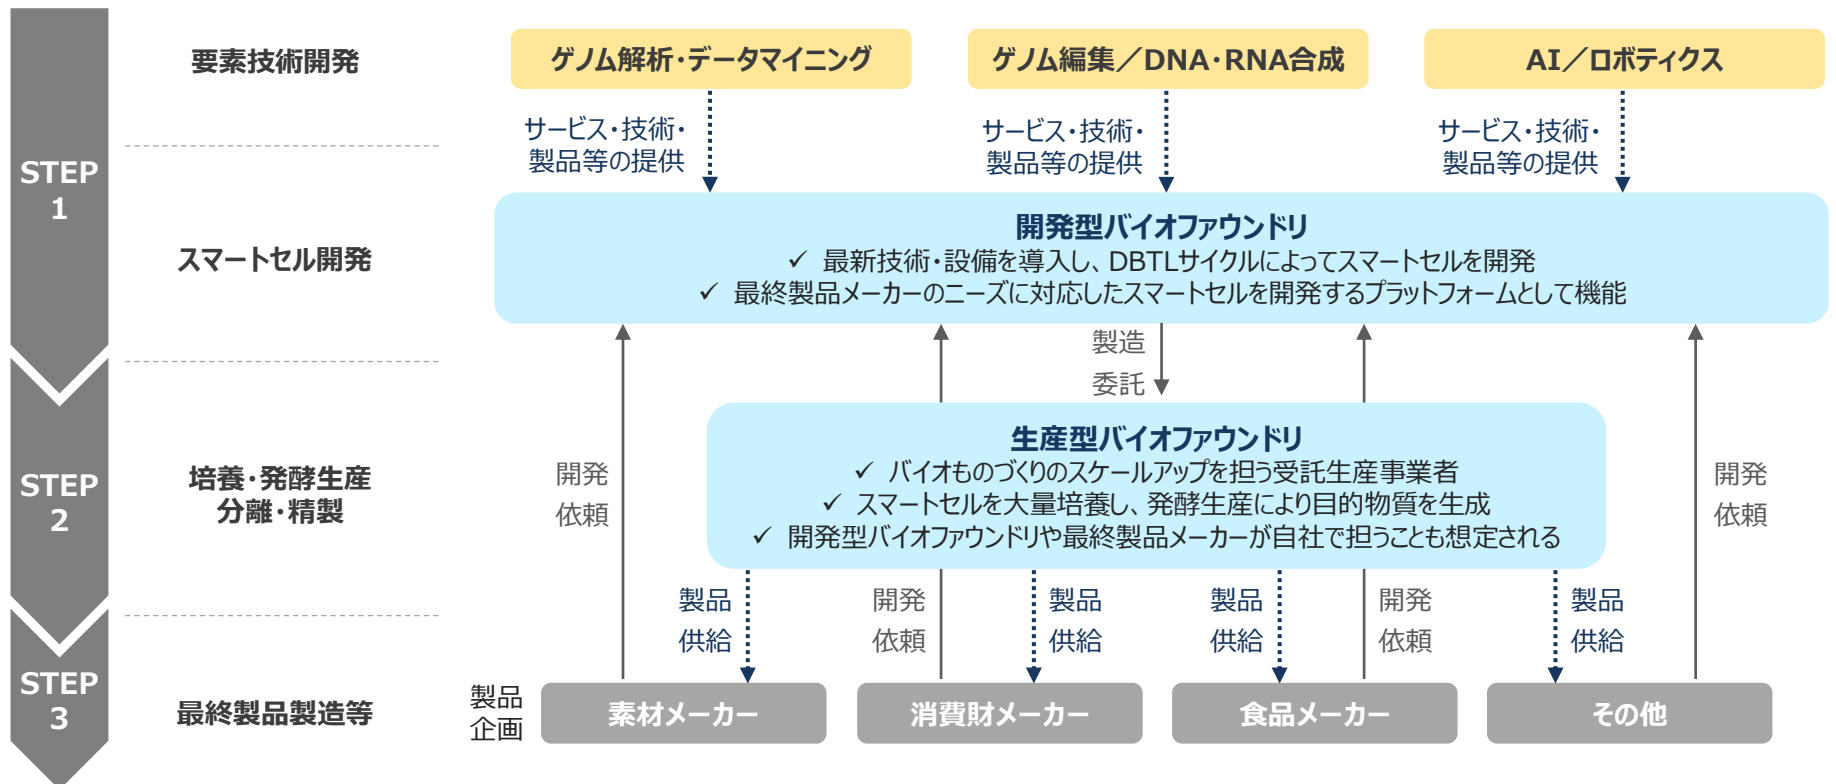 要素技術開発
ゲノム解析・データマイニング
ゲノム編集／DNA・RNA合成
AI／ロボティクス
サービス・技術・
製品等の提供
サービス・技術・
製品等の提供
サービス・技術・
製品等の提供
STEP
1
スマートセル開発
開発型バイオファウンドリ
✓ 最新技術・設備を導入し、DBTLサイクルによってスマートセルを開発
✓ 最終製品メーカーのニーズに対応したスマートセルを開発するプラットフォームとして機能
製造
委託
STEP
2
培養・発酵生産
分離・精製
開発
依頼
生産型バイオファウンドリ
✓ バイオものづくりのスケールアップを担う受託生産事業者
✓ スマートセルを大量培養し、発酵生産により目的物質を生成
✓ 開発型バイオファウンドリや最終製品メーカーが自社で担うことも想定される
開発
依頼
製品
供給
開発
依頼
製品
供給
製品
供給
開発
依頼
製品
供給
STEP
3
最終製品製造等
製品
企画
素材メーカー
消費財メーカー
食品メーカー
その他